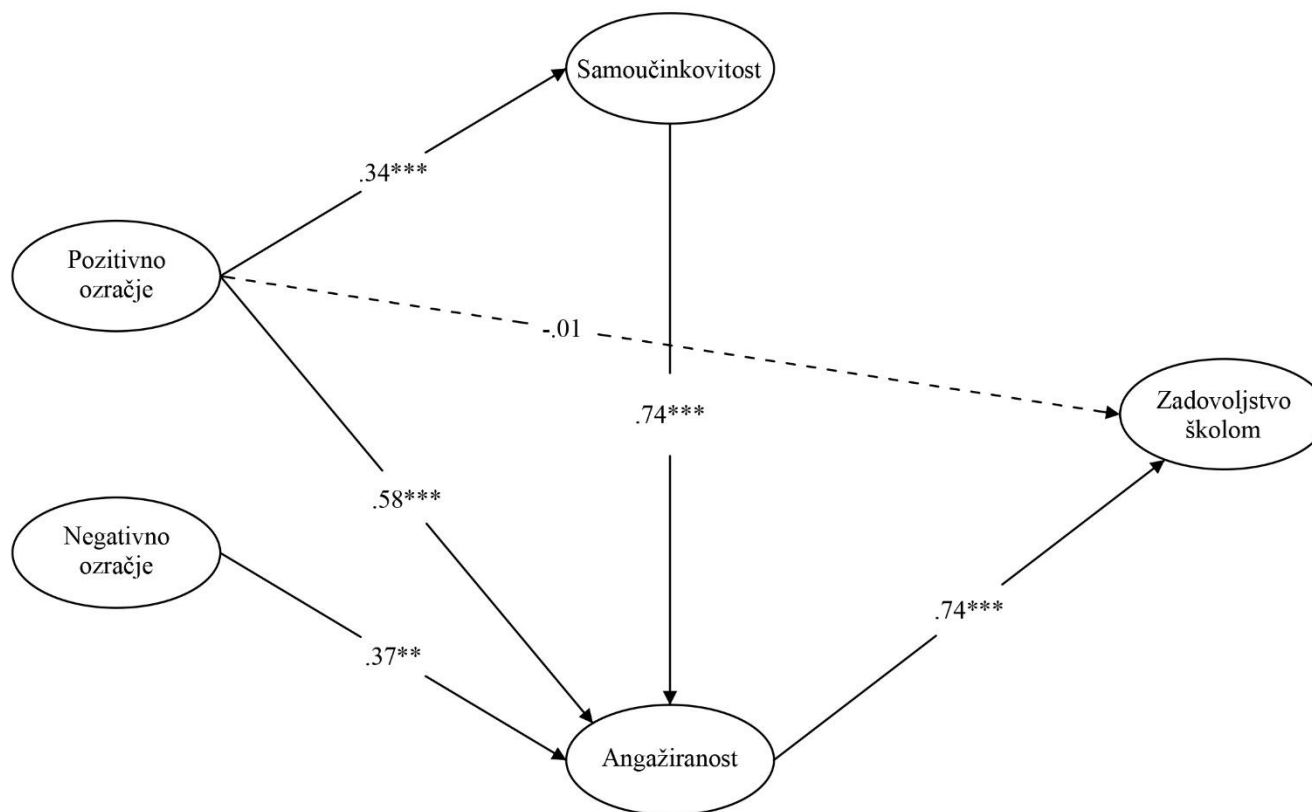 Samoučinkovitost
.34***
Pozitivno
ozračje
-.01
Zadovoljstvo
školom
.74***
.58***
Negativno
ozračje
.74***
.37**
Angažiranost